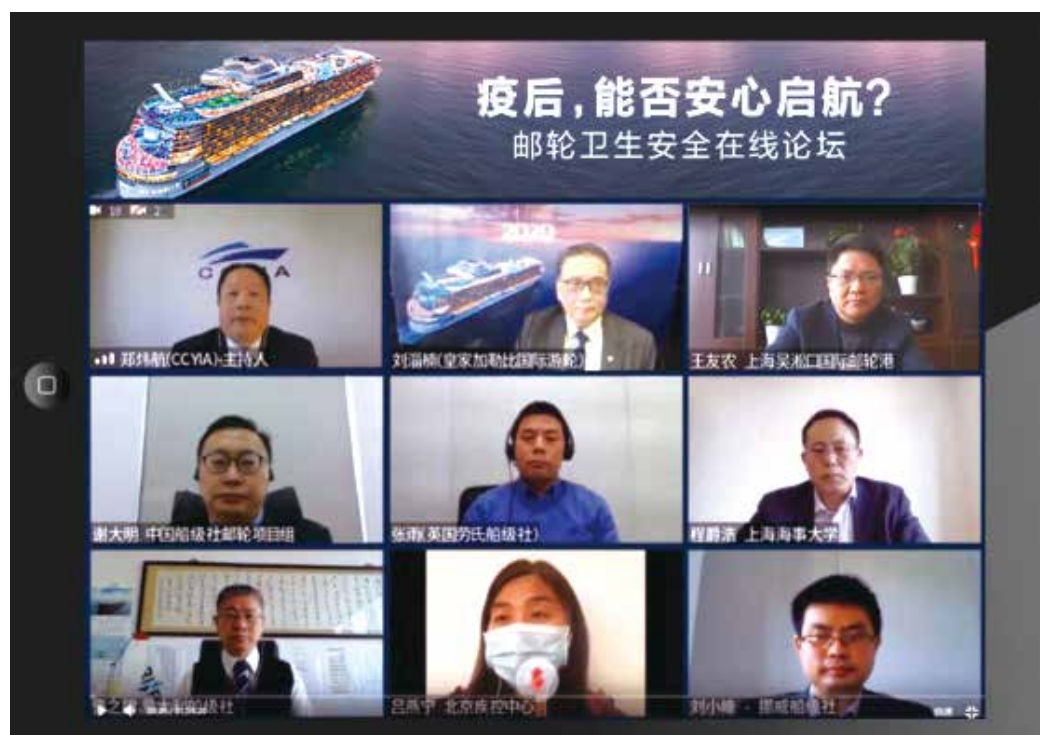 疫后,能否安心启航?
邮轮卫生安全在线论坛
2020
郑炜航(CCYIA)-主持人
刘淄楠(皇家加勒比国际游轮)
王友农 上海吴淞口国际邮轮港
谢大明 中国船级社邮轮项目组
张雨(英国劳氏船级社)
程爵浩 上海海事大学
船级社
吕燕宁 北京疾控中心
刘小峰 - 挪威船级社